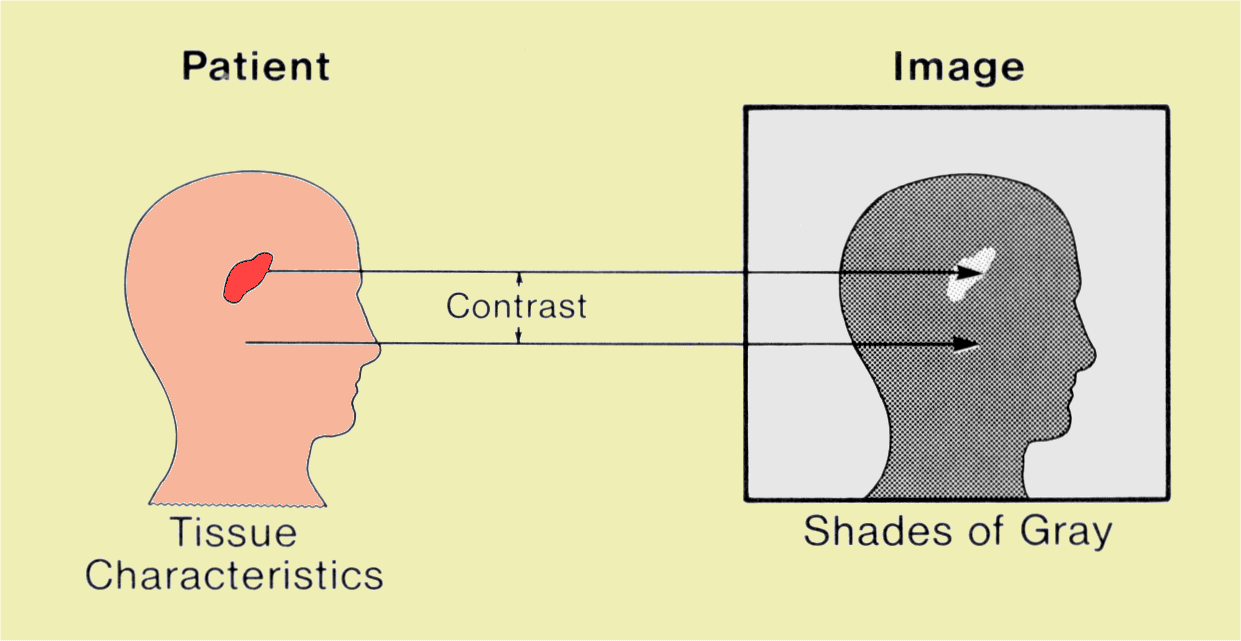 Patient
Image
Contrast
Tissue
Characteristics
Shades of Gray